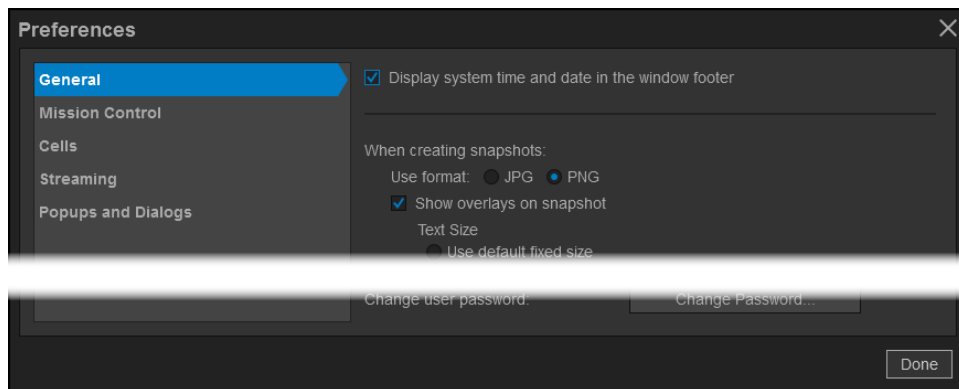 Preferences
General
Mission Control
Cells
Streaming
Popups and Dialogs
Display system time and date in the window footer
When creating snapshots:
Use format: JPG PNG
Show overlays on snapshot
Text Size
Use default fixed size
Change user password: Change Password...
Done